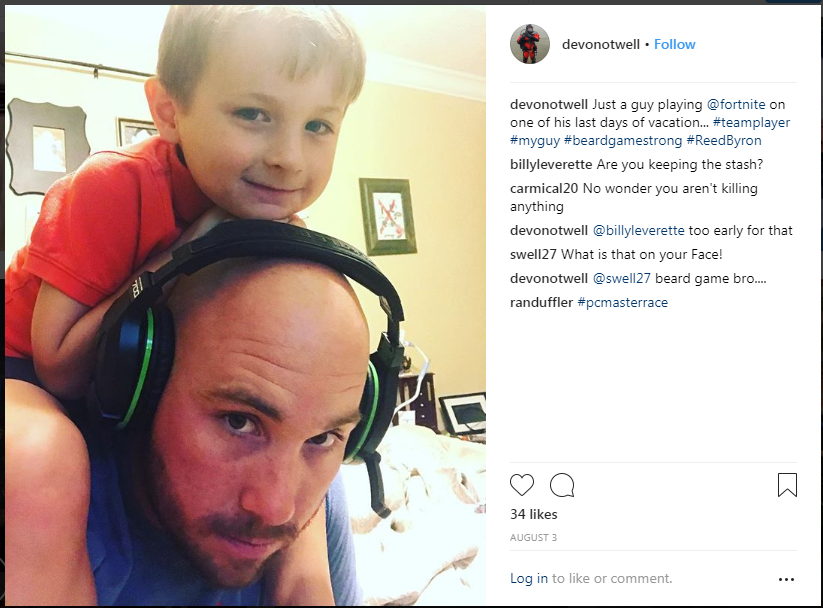 devonotwell • Follow
devonotwell Just a guy playing @fortnite on
one of his last days of vacation... #teamplayer
#myguy #beardgamestrong #ReedByron
billyleverette Are you keeping the stash?
carmical20 No wonder you aren't killing
anything
devonotwell @billyleverette too early for that
swell27 What is that on your Face!
devonotwell @swell27 beard game bro....
randuffler #pcmasterrace
34 likes
AUGUST 3
Log in to like or comment.